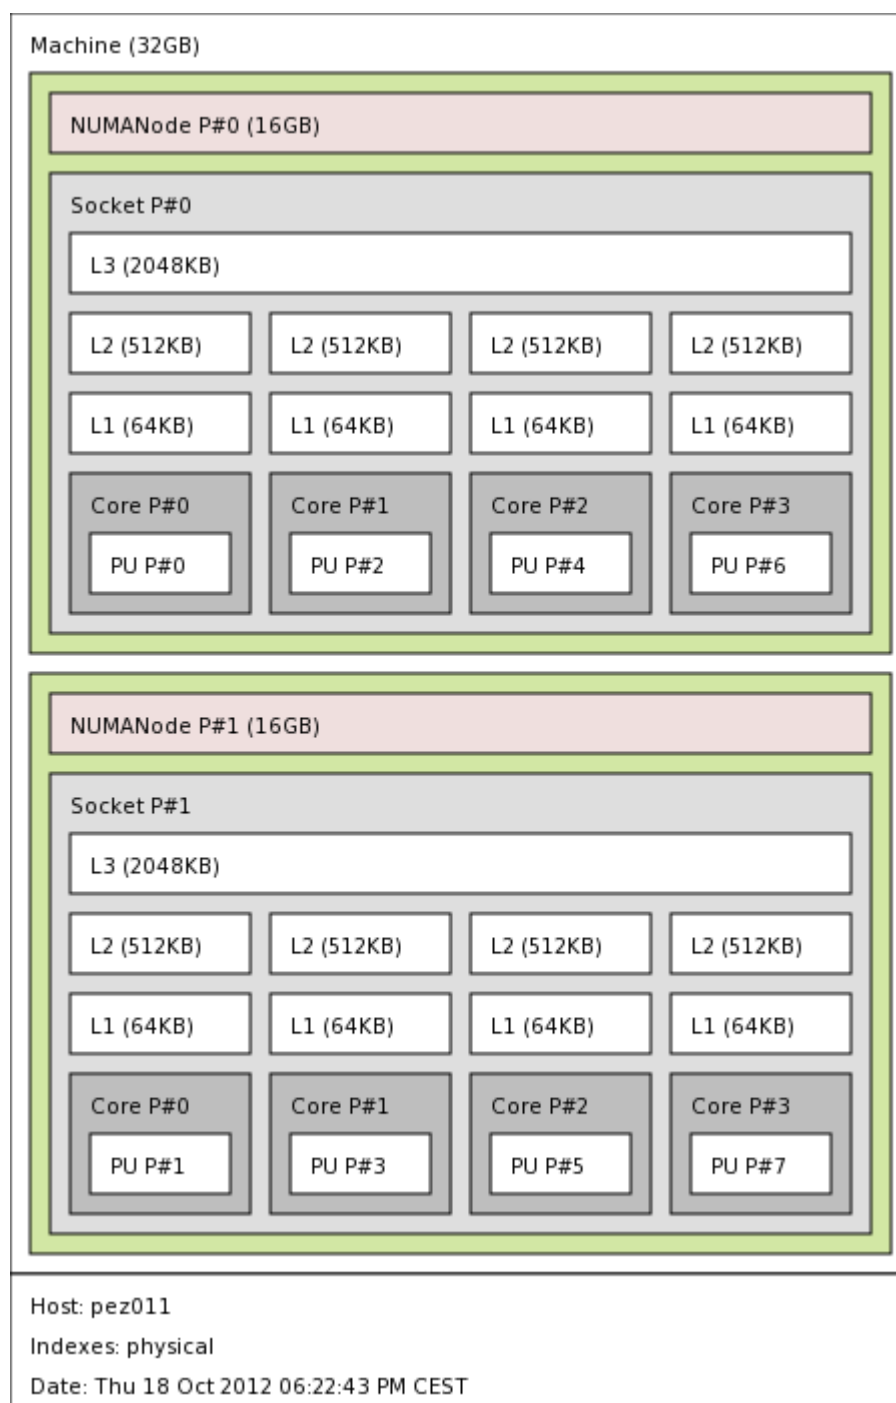 Machine (32GB)
NUMANode P#0 (16GB)
Socket P#0
L3 (2048KB)
L2 (512KB) L2 (512KB) L2 (512KB) L2 (512KB)
L1 (64KB) L1 (64KB) L1 (64KB) L1 (64KB)
Core P#0 Core P#1 Core P#2 Core P#3
PU P#0 PU P#2 PU P#4 PU P#6
NUMANode P#1 (16GB)
Socket P#1
L3 (2048KB)
L2 (512KB) L2 (512KB) L2 (512KB) L2 (512KB)
L1 (64KB) L1 (64KB) L1 (64KB) L1 (64KB)
Core P#0 Core P#1 Core P#2 Core P#3
PU P#1 PU P#3 PU P#5 PU P#7
Host: pez011
Indexes: physical
Date: Thu 18 Oct 2012 06:22:43 PM CEST